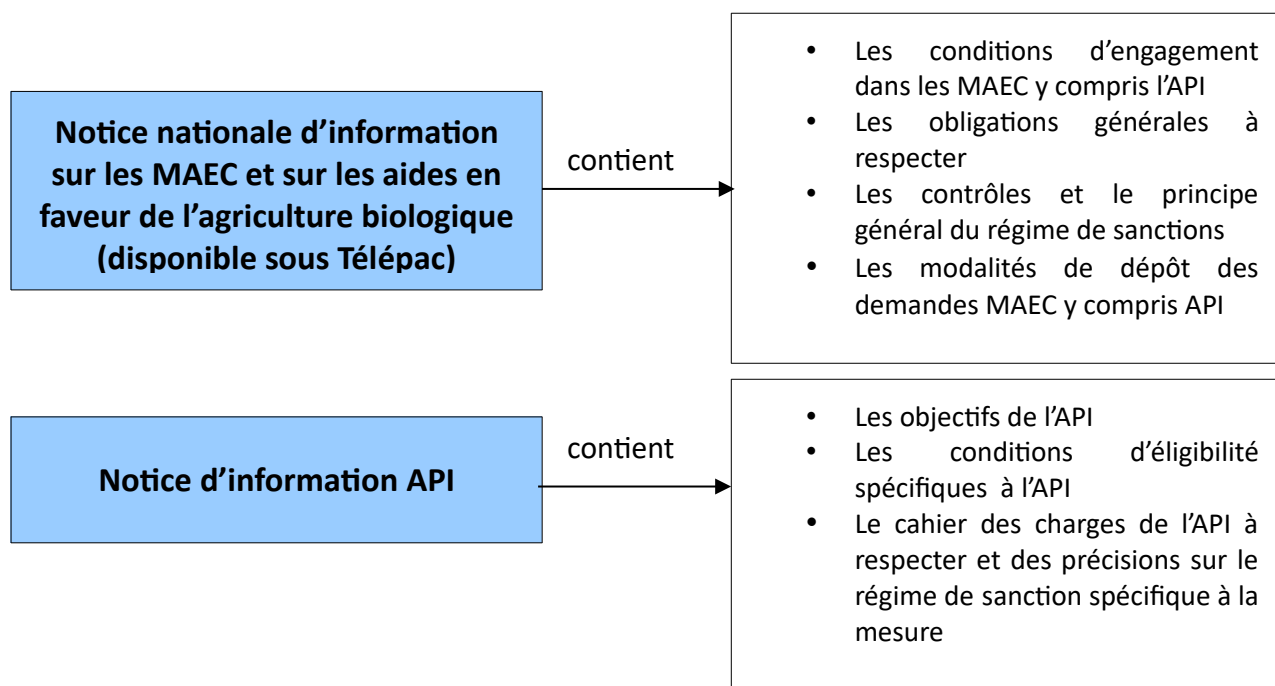 Notice nationale d’information
sur les MAEC et sur les aides en
faveur de l’agriculture biologique
(disponible sous Télépac)
contient
• Les conditions d’engagement
dans les MAEC y compris l’API
• Les obligations générales à
respecter
• Les contrôles et le principe
général du régime de sanctions
• Les modalités de dépôt des
demandes MAEC y compris API
Notice d’information API
contient
• Les objectifs de l’API
• Les conditions d’éligibilité
spécifiques à l’API
• Le cahier des charges de l’API à
respecter et des précisions sur le
régime de sanction spécifique à la
mesure